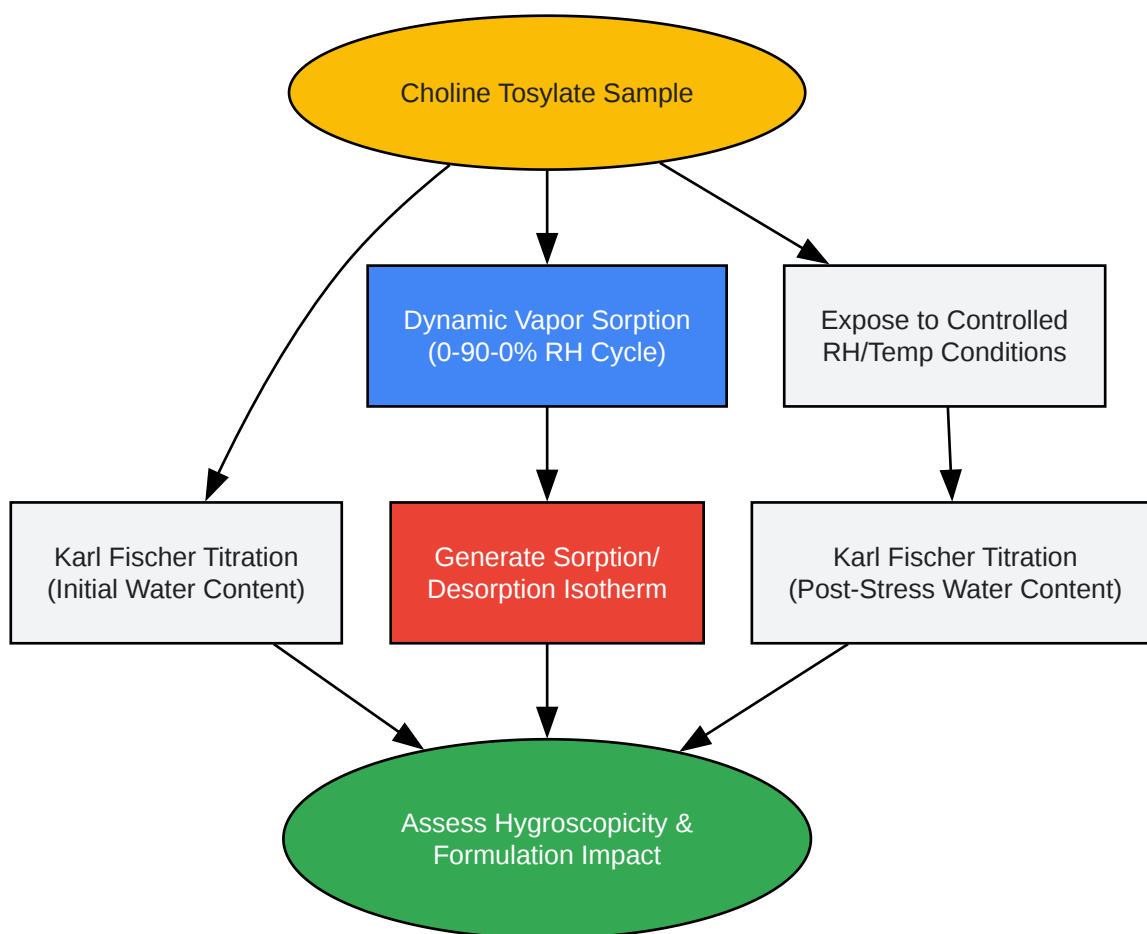 Choline Tosylate Sample
Dynamic Vapor Sorption
(0-90-0% RH Cycle)
Expose to Controlled
RH/Temp Conditions
Karl Fischer Titration
(Initial Water Content)
Generate Sorption/
Desorption Isotherm
Karl Fischer Titration
(Post-Stress Water Content)
Assess Hygroscopicity &
Formulation Impact